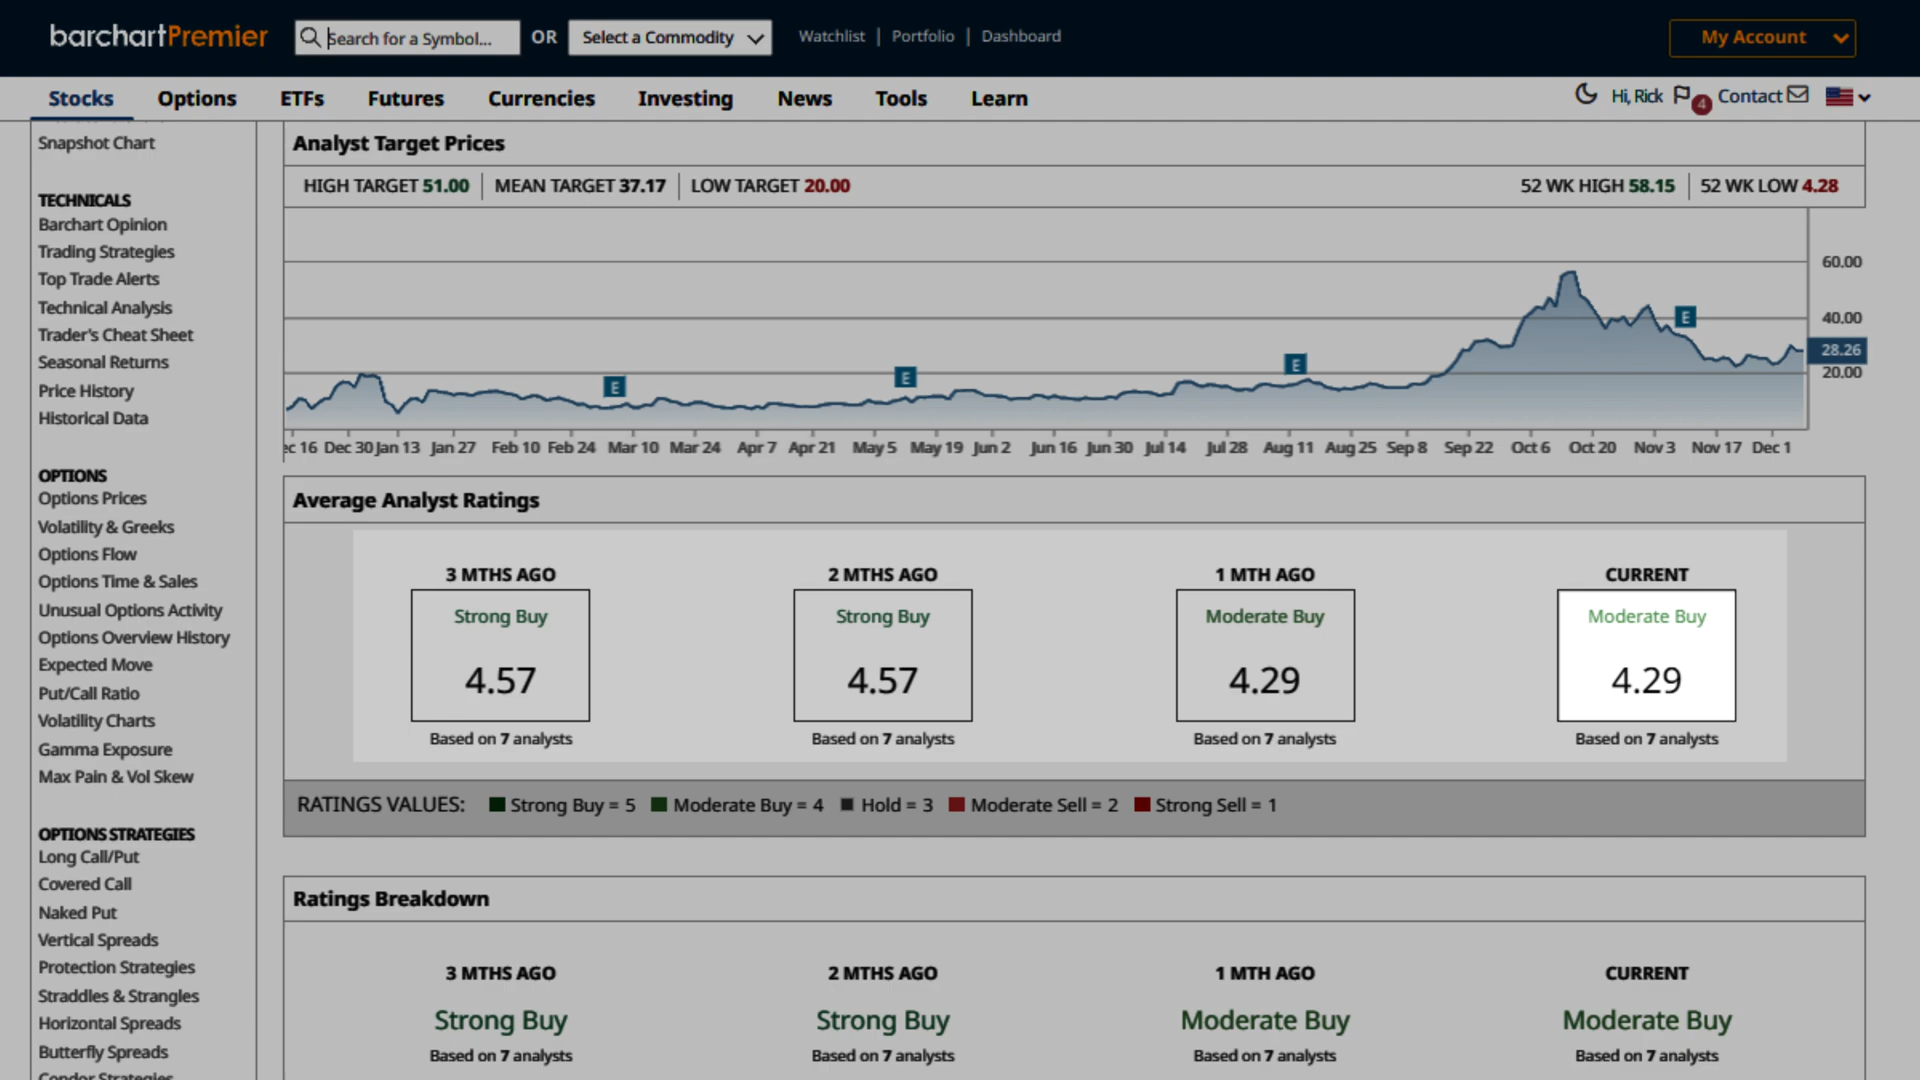 barchartPremier
Search for a Symbol...
OR
Select a Commodity
Watchlist | Portfolio | Dashboard
My Account
Stocks Options ETFs Futures Currencies Investing News Tools Learn
Hi, Rick
4
Contact
Snapshot Chart
TECHNICALS
Barchart Opinion
Trading Strategies
Top Trade Alerts
Technical Analysis
Trader's Cheat Sheet
Seasonal Returns
Price History
Historical Data
OPTIONS
Options Prices
Volatility & Greeks
Options Flow
Options Time & Sales
Unusual Options Activity
Options Overview History
Expected Move
Put/Call Ratio
Volatility Charts
Gamma Exposure
Max Pain & Vol Skew
OPTIONS STRATEGIES
Long Call/Put
Covered Call
Naked Put
Vertical Spreads
Protection Strategies
Straddles & Strangles
Horizontal Spreads
Butterfly Spreads
Condor Strategies
Analyst Target Prices
HIGH TARGET 51.00 | MEAN TARGET 37.17 | LOW TARGET 20.00
52 WK HIGH 58.15 | 52 WK LOW 4.28
60.00
40.00
28.26
20.00
E E E E
ec 16 Dec 30 Jan 13 Jan 27 Feb 10 Feb 24 Mar 10 Mar 24 Apr 7 Apr 21 May 5 May 19 Jun 2 Jun 16 Jun 30 Jul 14 Jul 28 Aug 11 Aug 25 Sep 8 Sep 22 Oct 6 Oct 20 Nov 3 Nov 17 Dec 1
Average Analyst Ratings
3 MTHS AGO 2 MTHS AGO 1 MTH AGO CURRENT
Strong Buy Strong Buy Moderate Buy Moderate Buy
4.57 4.57 4.29 4.29
Based on 7 analysts Based on 7 analysts Based on 7 analysts Based on 7 analysts
RATINGS VALUES: Strong Buy = 5 Moderate Buy = 4 Hold = 3 Moderate Sell = 2 Strong Sell = 1
Ratings Breakdown
3 MTHS AGO 2 MTHS AGO 1 MTH AGO CURRENT
Strong Buy Strong Buy Moderate Buy Moderate Buy
Based on 7 analysts Based on 7 analysts Based on 7 analysts Based on 7 analysts